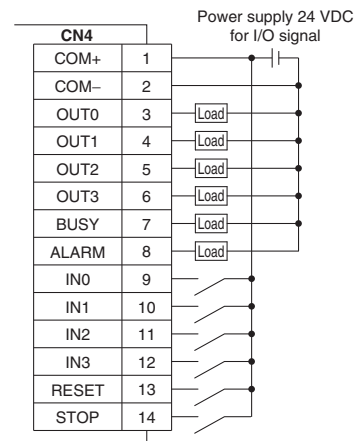 Power supply 24 VDC
for I/O signal
CN4
COM+ 1
COM− 2
OUT0 3 Load
OUT1 4 Load
OUT2 5 Load
OUT3 6 Load
BUSY 7 Load
ALARM 8 Load
IN0 9
IN1 10
IN2 11
IN3 12
RESET 13
STOP 14